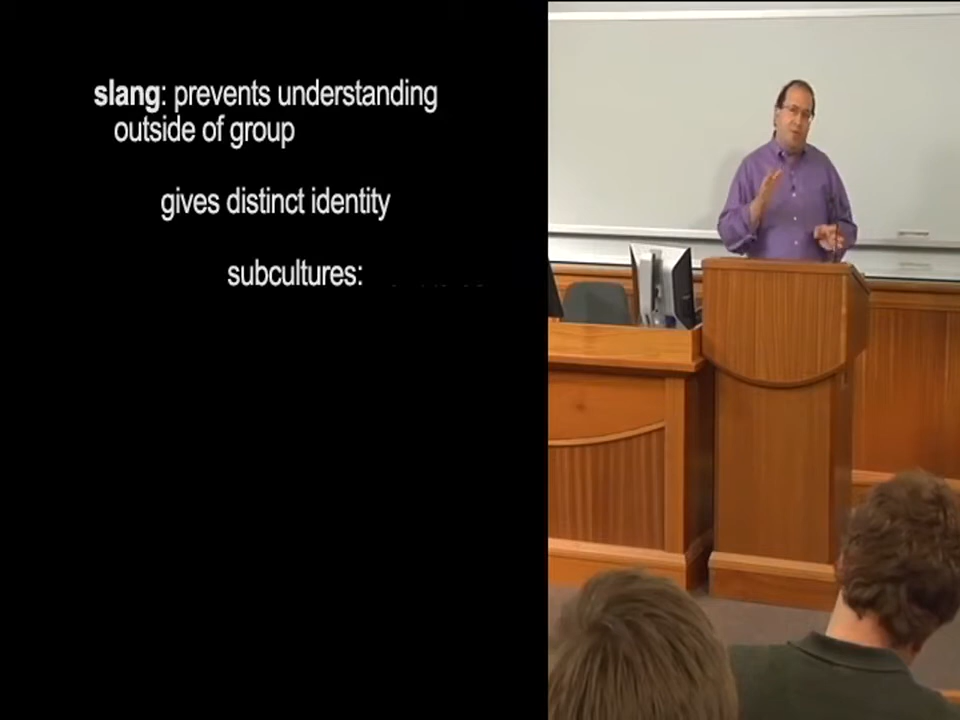 slang: prevents understanding
outside of group
gives distinct identity
subcultures: